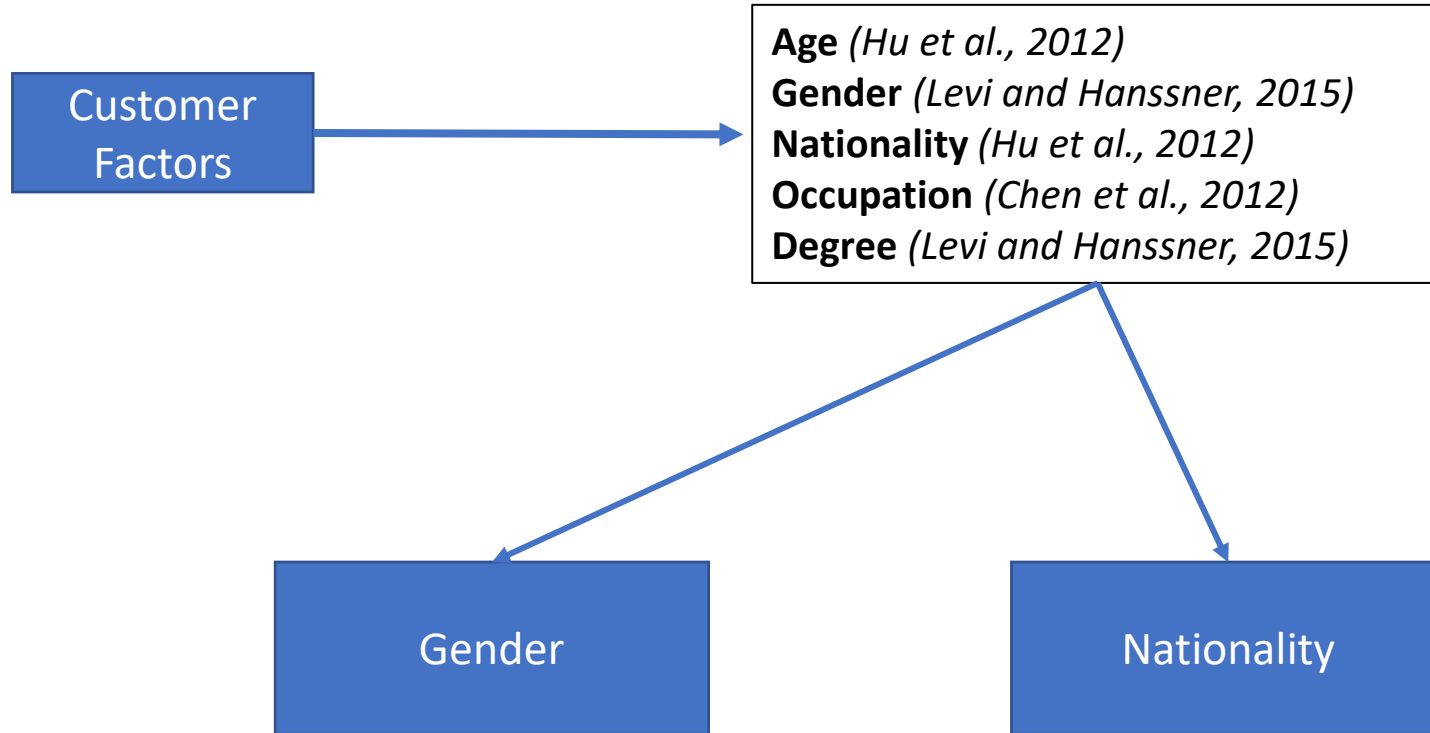 Customer
Factors
Age (Hu et al., 2012)
Gender (Levi and Hanssner, 2015)
Nationality (Hu et al., 2012)
Occupation (Chen et al., 2012)
Degree (Levi and Hanssner, 2015)
Gender
Nationality